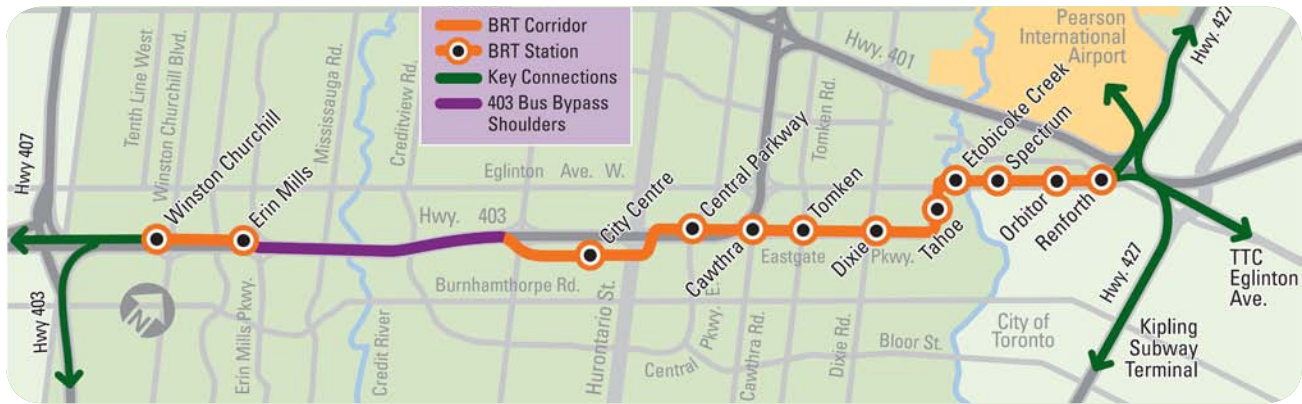 BRT Corridor
BRT Station
Key Connections
403 Bus Bypass
Shoulders
Tenth Line West
Winston Churchill Blvd.
Mississauga Rd.
Creditview Rd.
Hwy. 401
Tomken Rd.
Pearson
International
Airport
Hwy. 427
Hwy 407
Winston Churchill
Erin Mills
Eglinton Ave. W.
Hwy. 403
City Centre
Central Parkway
Cawthra
Tomken
Dixie
Tahoe
Etobicoke Creek
Spectrum
Orbitor
Renforth
Eastgate Pkwy.
Burnhamthorpe Rd.
Hwy 403
N
Erin Mills Pkwy.
Credit River
Hurontario St.
Central Pkwy. E.
Cawthra Rd.
Dixie Rd.
Bloor St.
City of
Toronto
Hwy. 427
TTC
Eglinton
Ave.
Kipling
Subway
Terminal